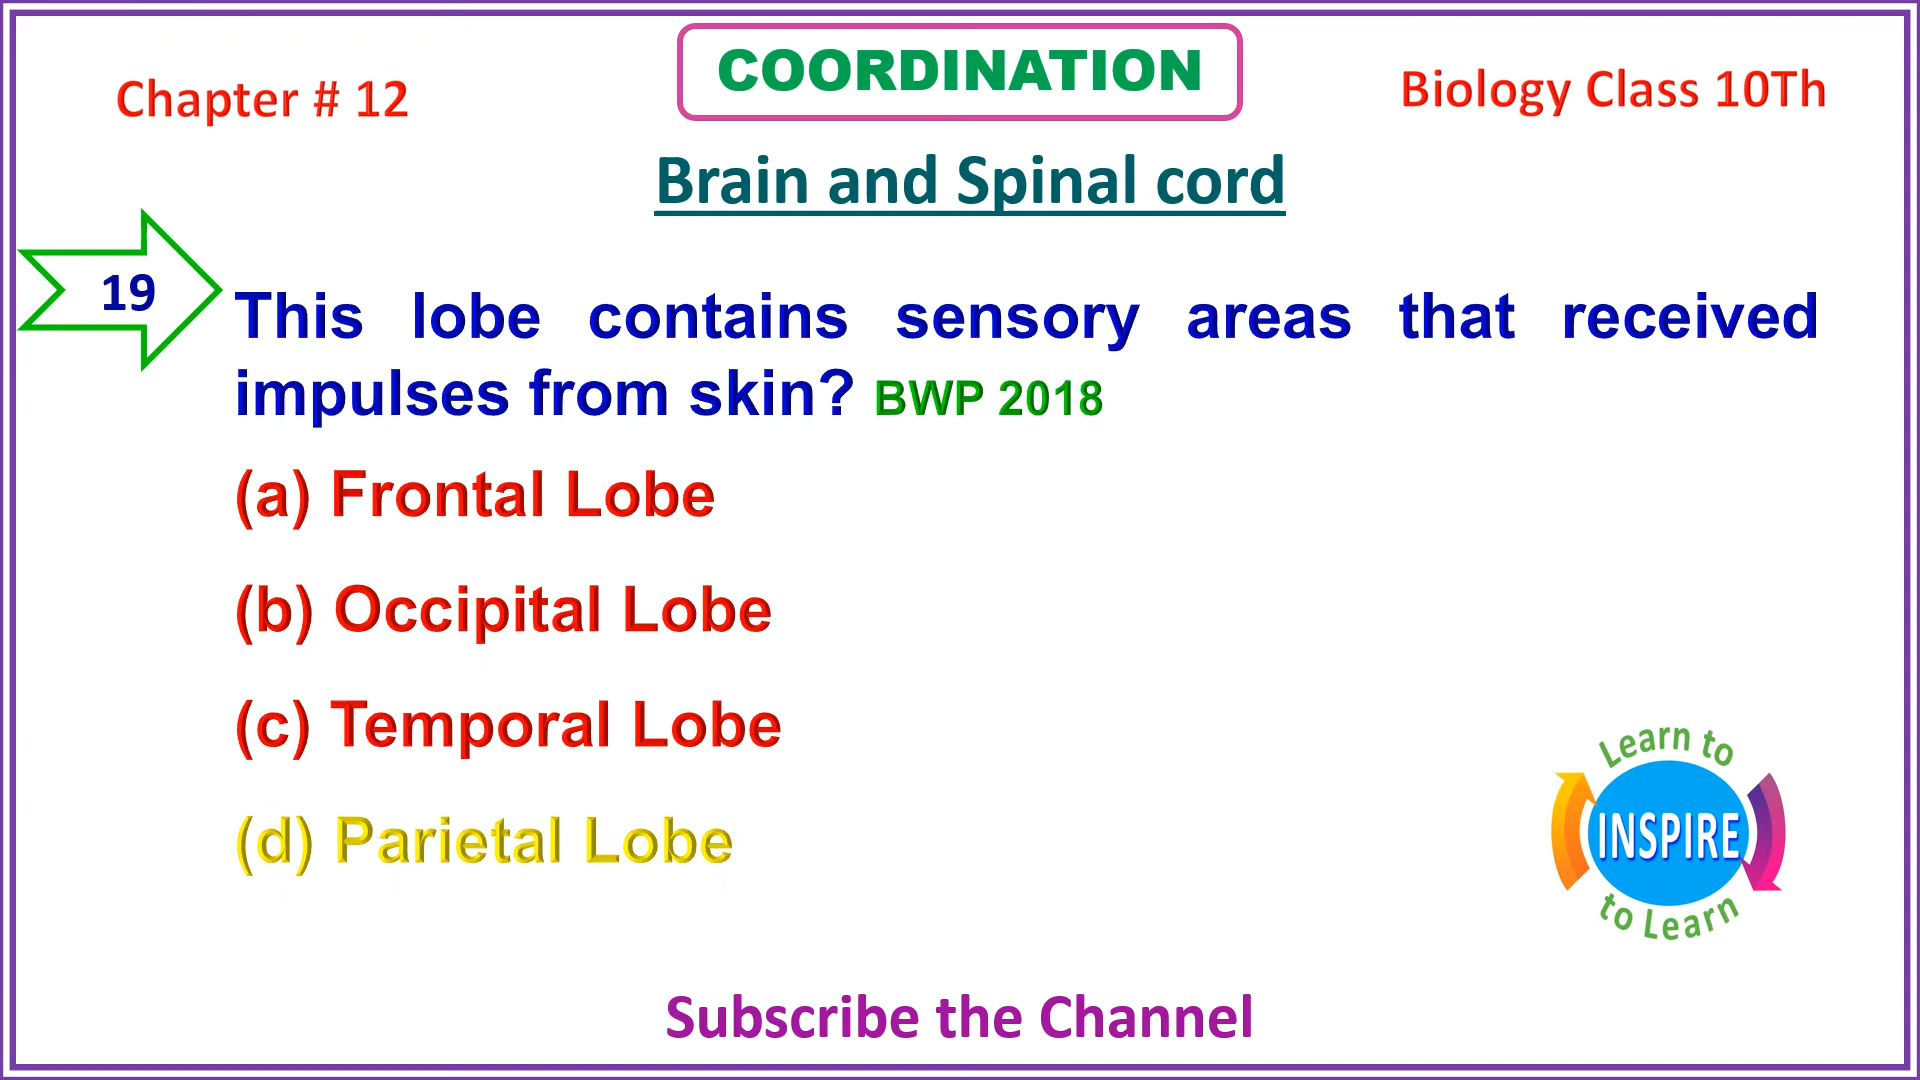 COORDINATION
Chapter # 12
Biology Class 10Th
Brain and Spinal cord
19
This lobe contains sensory areas that received
impulses from skin? BWP 2018
(a) Frontal Lobe
(b) Occipital Lobe
(c) Temporal Lobe
(d) Parietal Lobe
Learn to
INSPIRE
to Learn
Subscribe the Channel